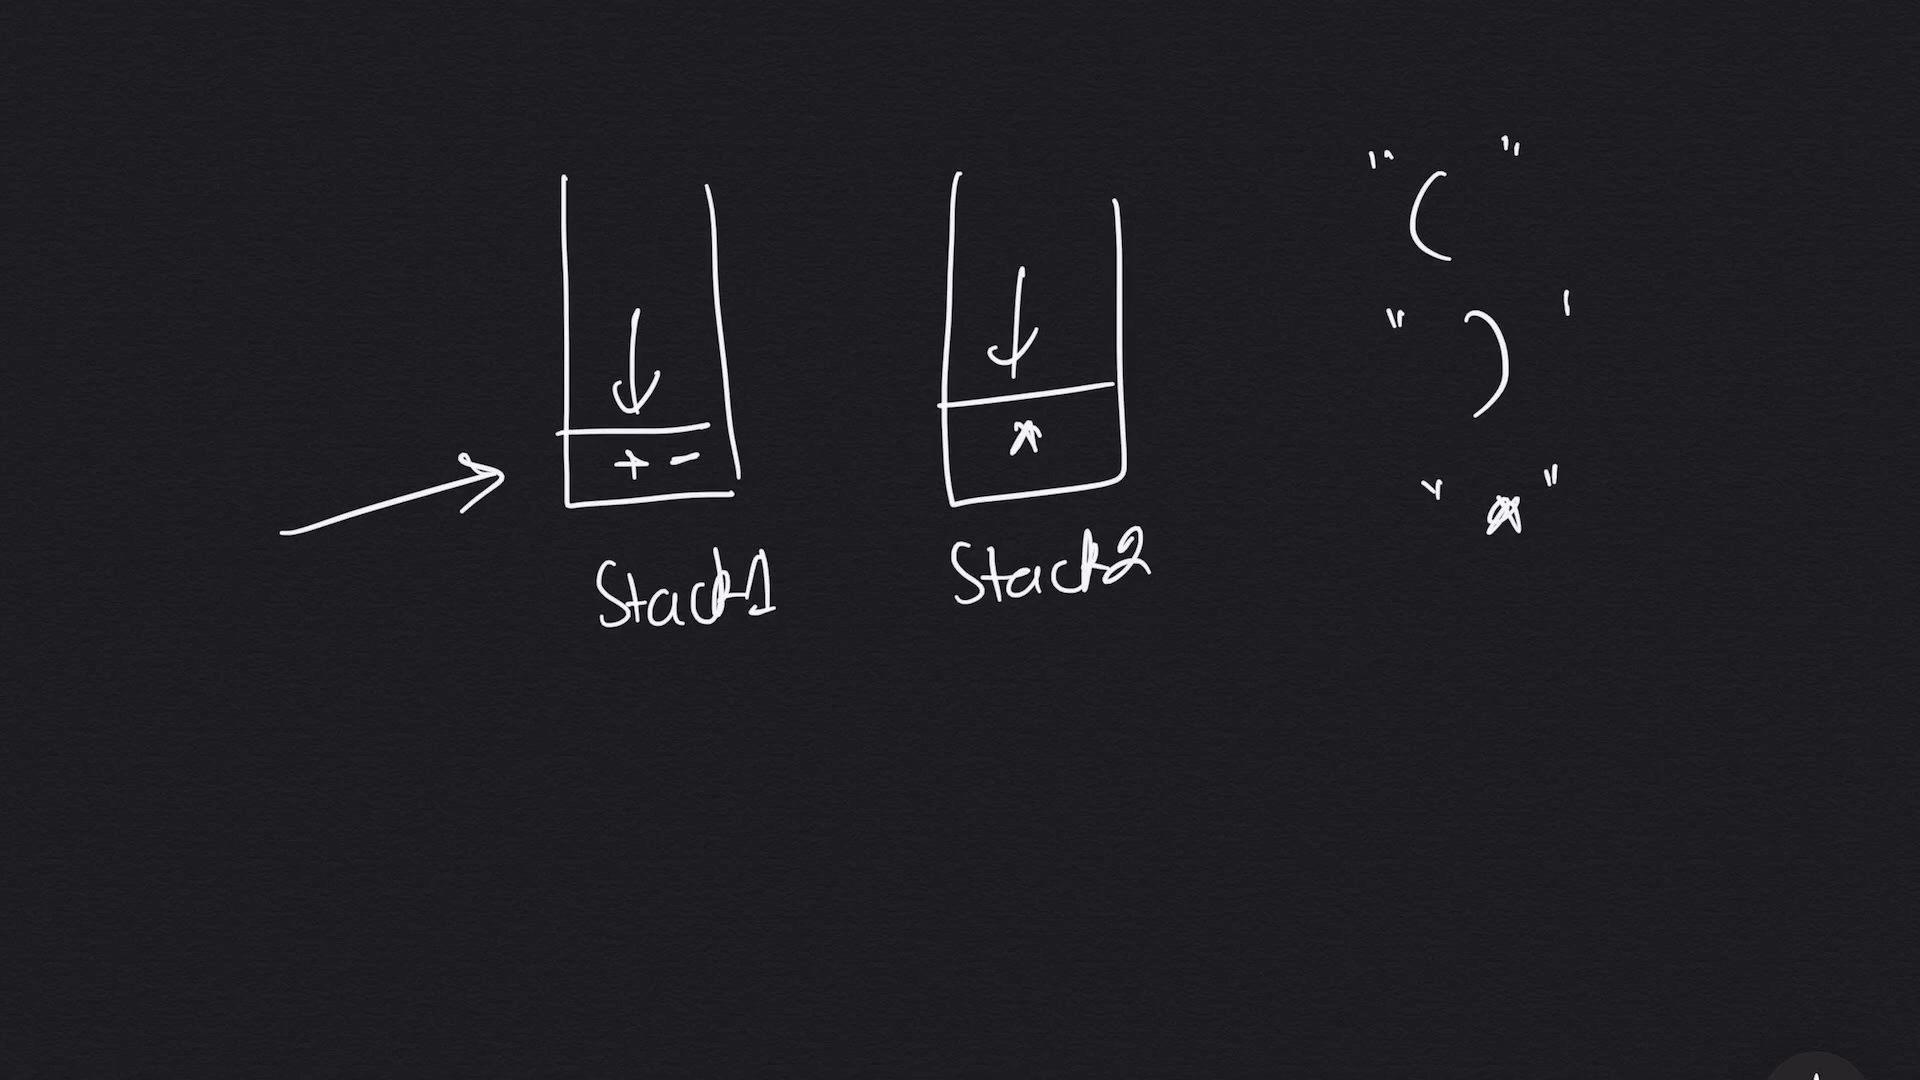 "("
")'
"*"
+ -
*
Stack1
Stack2